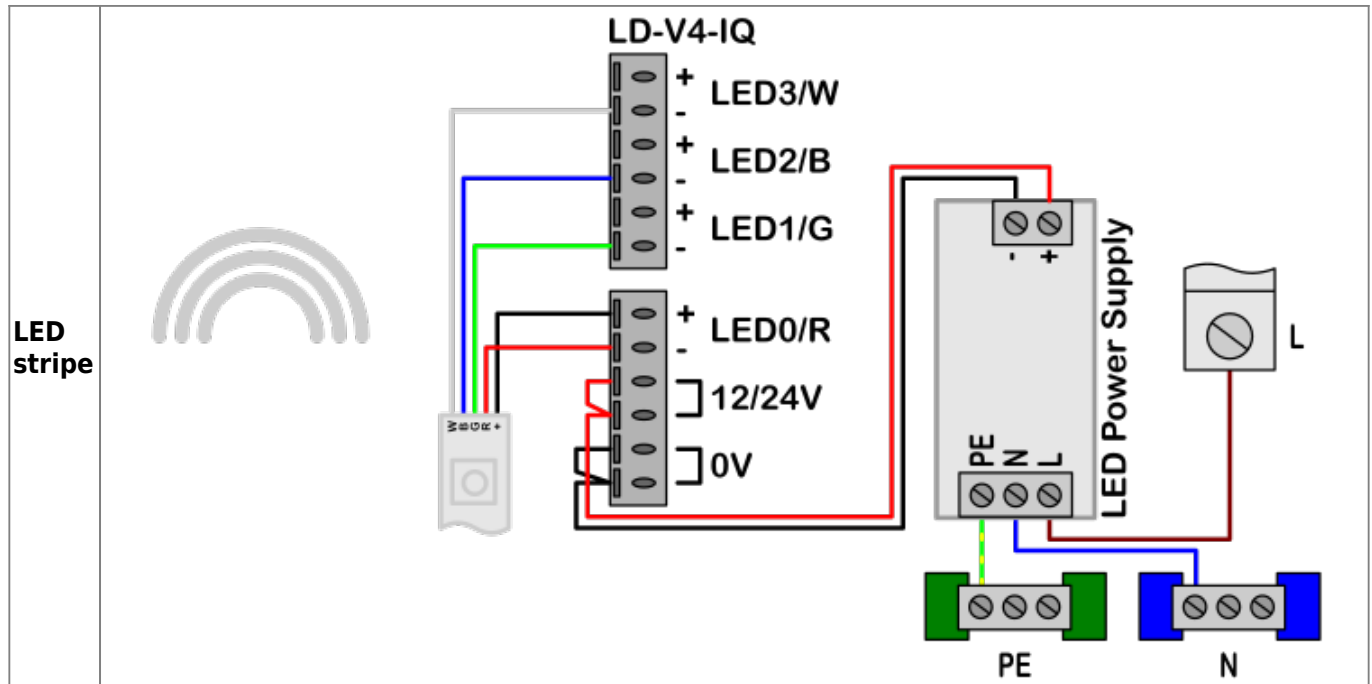 LED
stripe
LD-V4-IQ
+
LED3/W
-
+
LED2/B
-
+
LED1/G
-
+
LED0/R
-
12/24V
0V
W B G R +
- +
LED Power Supply
PE N L
L
PE
N